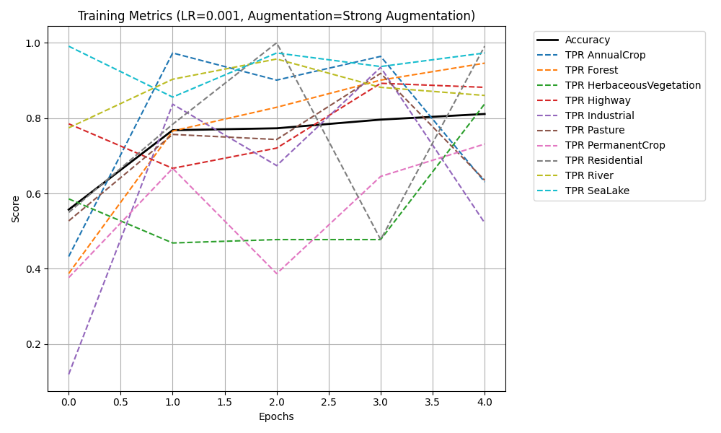 Training Metrics (LR=0.001, Augmentation=Strong Augmentation)
1.0
0.8
0.6
0.4
0.2
Score
0.0 0.5 1.0 1.5 2.0 2.5 3.0 3.5 4.0
Epochs
Accuracy
TPR AnnualCrop
TPR Forest
TPR HerbaceousVegetation
TPR Highway
TPR Industrial
TPR Pasture
TPR PermanentCrop
TPR Residential
TPR River
TPR SeaLake